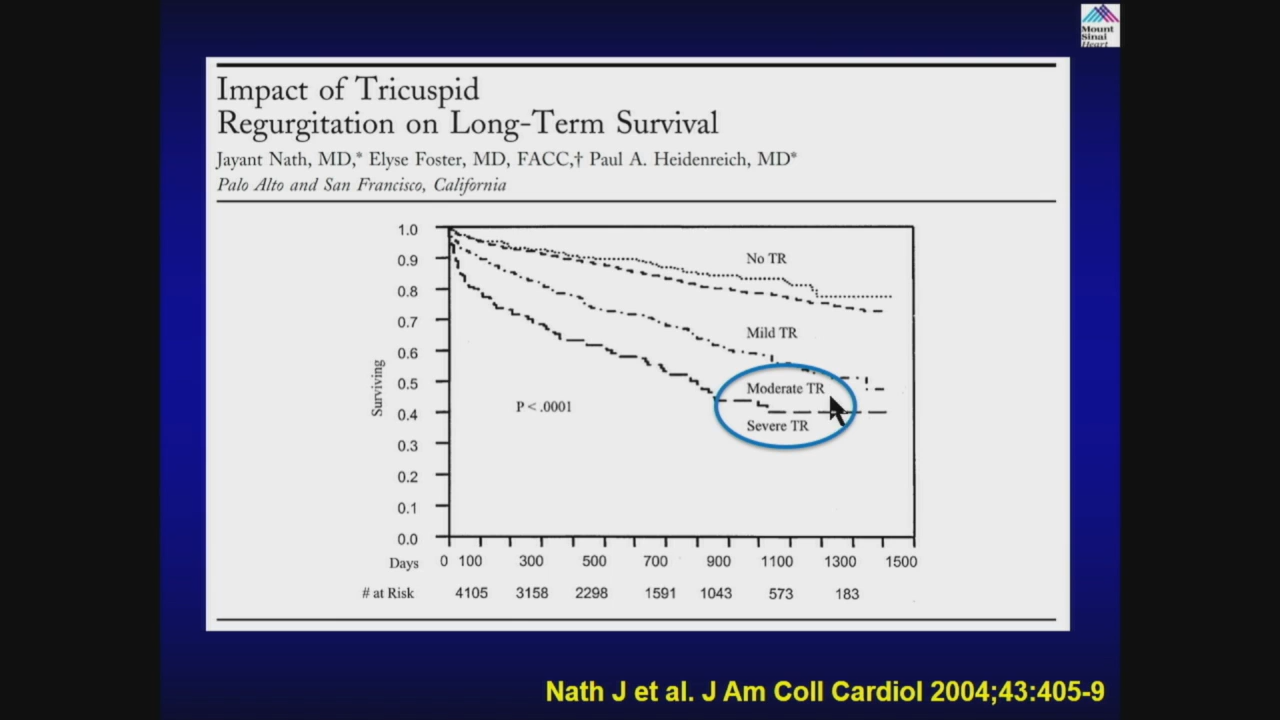 Mount
Sinai
Heart
Impact of Tricuspid
Regurgitation on Long-Term Survival
Jayant Nath, MD,* Elyse Foster, MD, FACC,† Paul A. Heidenreich, MD*
Palo Alto and San Francisco, California
1.0
0.9
0.8
0.7
0.6
0.5
0.4
0.3
0.2
0.1
0.0
Surviving
No TR
Mild TR
Moderate TR
Severe TR
P < .0001
Days 0 100 300 500 700 900 1100 1300 1500
# at Risk 4105 3158 2298 1591 1043 573 183
Nath J et al. J Am Coll Cardiol 2004;43:405-9